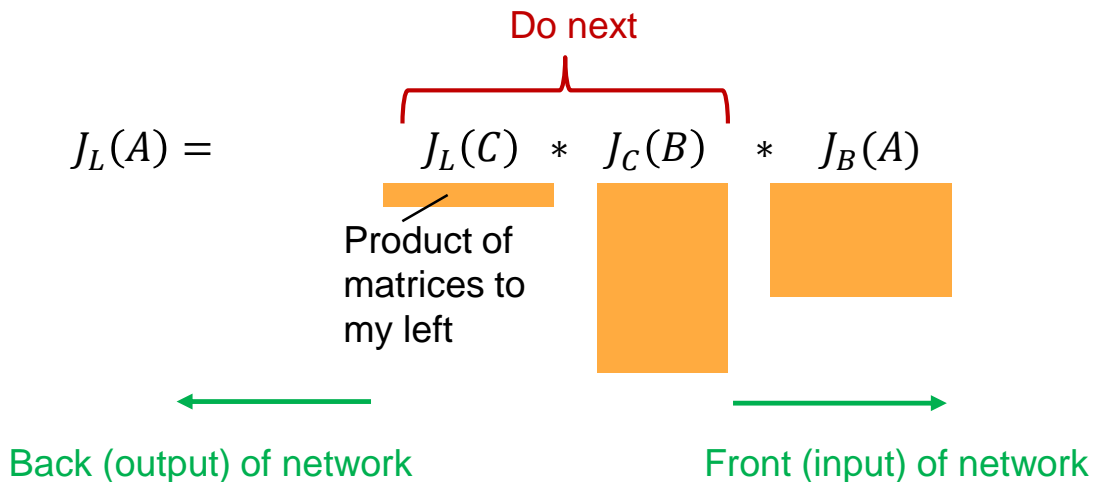 Do next
J_L(A) = J_L(C) * J_C(B) * J_B(A)
Product of
matrices to
my left
Back (output) of network
Front (input) of network